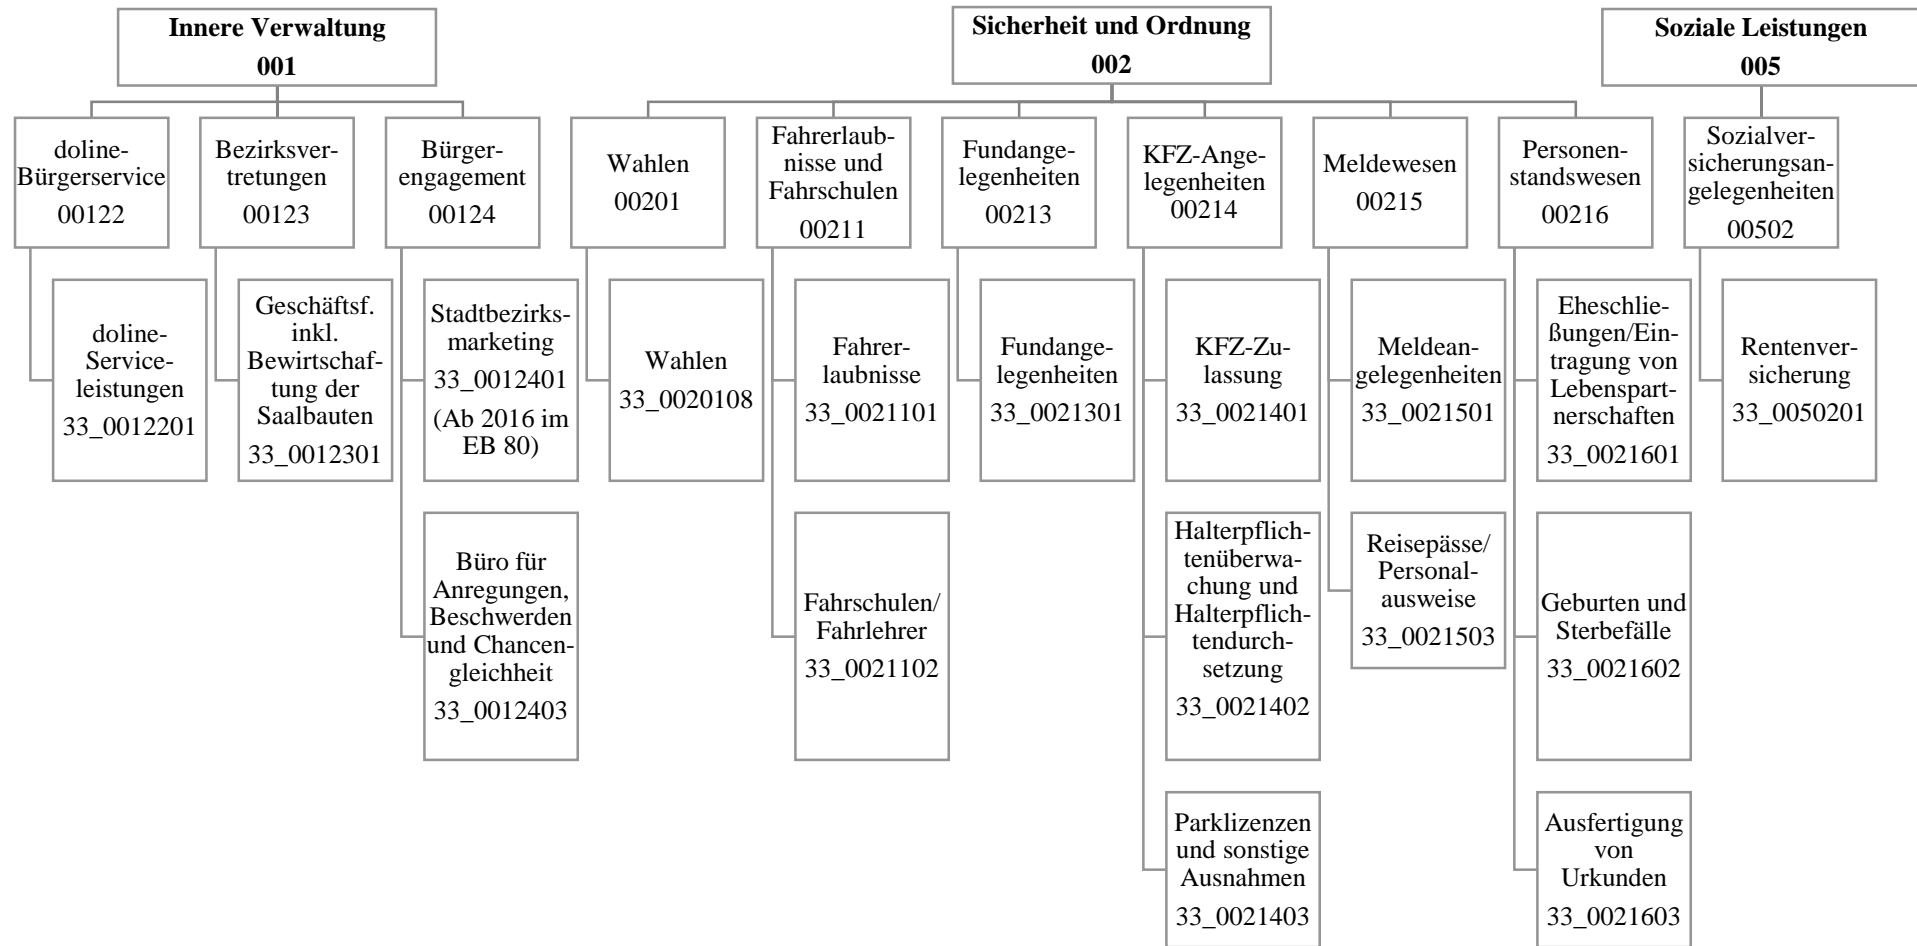 Innere Verwaltung
001
Sicherheit und Ordnung
002
Soziale Leistungen
005
doline-
Bürgerservice
00122
Bezirksver-
tretungen
00123
Bürger-
engagement
00124
Wahlen
00201
Fahrerlaub-
nisse und
Fahrschulen
00211
Fundange-
legenheiten
00213
KFZ-Ange-
legenheiten
00214
Meldewesen
00215
Personen-
standswesen
00216
Sozialver-
sicherungsan-
gelegenheiten
00502
doline-
Service-
leistungen
33_0012201
Geschäftsf.
inkl.
Bewirtschaf-
tung der
Saalbauten
33_0012301
Stadtbezirks-
marketing
33_0012401
(Ab 2016 im
EB 80)
Wahlen
33_0020108
Fahrer-
laubnisse
33_0021101
Fundange-
legenheiten
33_0021301
KFZ-Zu-
lassung
33_0021401
Meldean-
gelegenheiten
33_0021501
Eheschlie-
ßungen/Ein-
tragung von
Lebenspart-
nerschaften
33_0021601
Rentenver-
sicherung
33_0050201
Büro für
Anregungen,
Beschwerden
und Chancen-
gleichheit
33_0012403
Fahrschulen/
Fahrlehrer
33_0021102
Halterpflich-
tenüberwa-
chung und
Halterpflich-
tendurch-
setzung
33_0021402
Reisepässe/
Personal-
ausweise
33_0021503
Geburten und
Sterbefälle
33_0021602
Parklizenzen
und sonstige
Ausnahmen
33_0021403
Ausfertigung
von
Urkunden
33_0021603